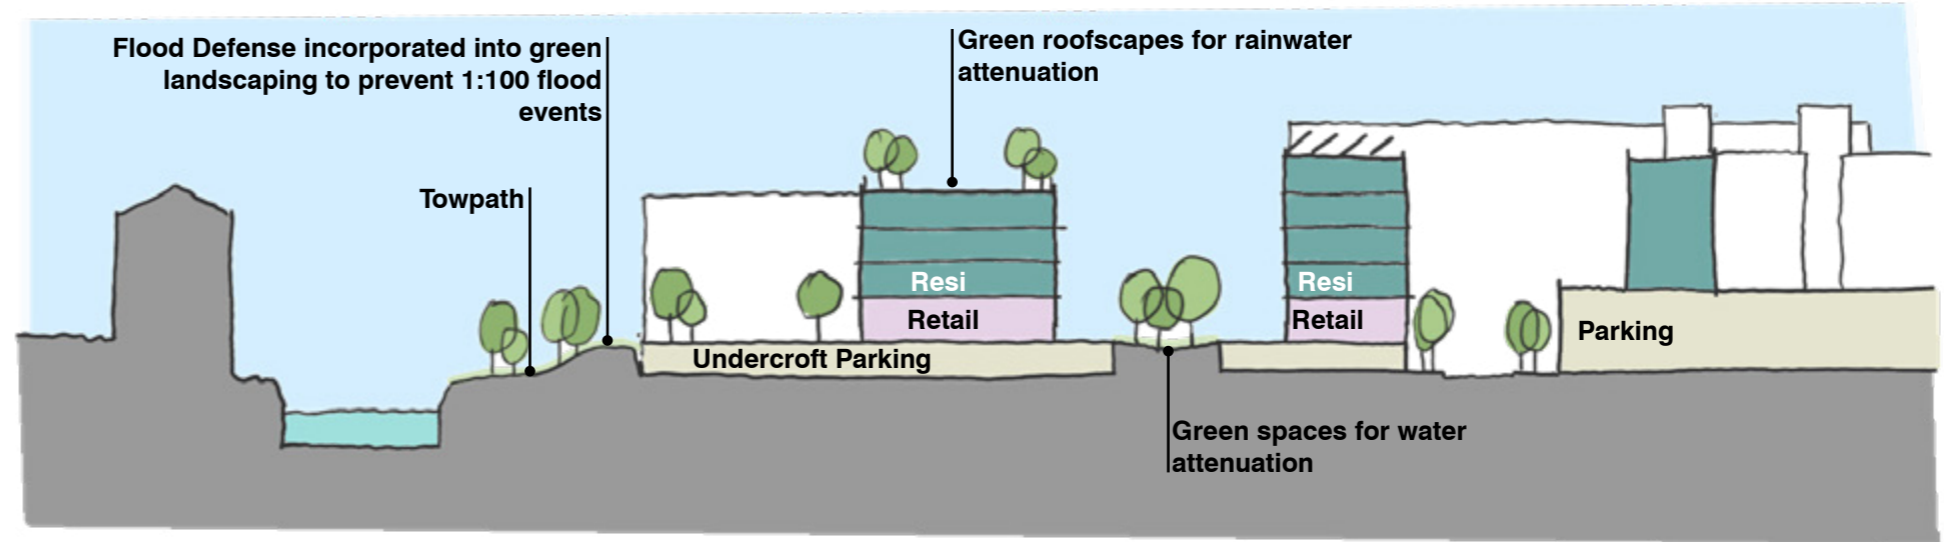 Flood Defense incorporated into green
landscaping to prevent 1:100 flood
events
Green roofscapes for rainwater
attenuation
Towpath
Resi
Retail
Undercroft Parking
Resi
Retail
Parking
Green spaces for water
attenuation